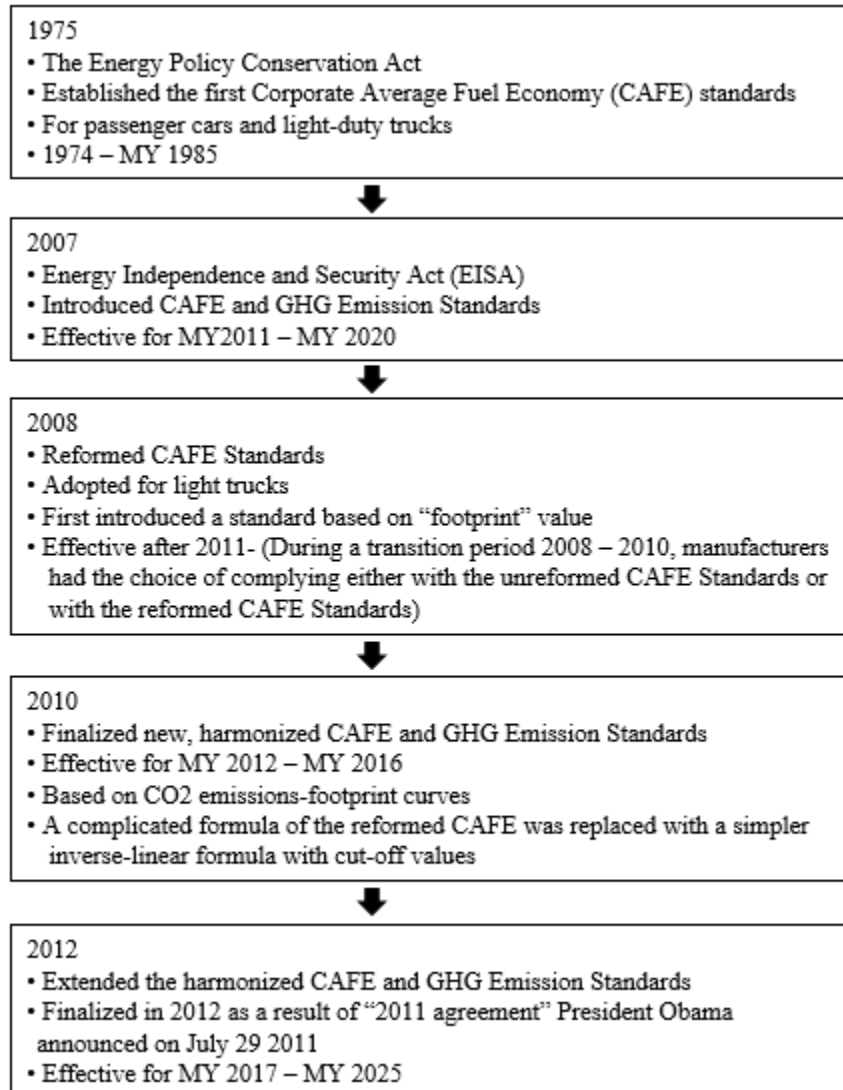 1975
• The Energy Policy Conservation Act
• Established the first Corporate Average Fuel Economy (CAFE) standards
• For passenger cars and light-duty trucks
• 1974 – MY 1985
2007
• Energy Independence and Security Act (EISA)
• Introduced CAFE and GHG Emission Standards
• Effective for MY2011 – MY 2020
2008
• Reformed CAFE Standards
• Adopted for light trucks
• First introduced a standard based on “footprint” value
• Effective after 2011- (During a transition period 2008 – 2010, manufacturers
had the choice of complying either with the unreformed CAFE Standards or
with the reformed CAFE Standards)
2010
• Finalized new, harmonized CAFE and GHG Emission Standards
• Effective for MY 2012 – MY 2016
• Based on CO2 emissions-footprint curves
• A complicated formula of the reformed CAFE was replaced with a simpler
inverse-linear formula with cut-off values
2012
• Extended the harmonized CAFE and GHG Emission Standards
• Finalized in 2012 as a result of “2011 agreement” President Obama
announced on July 29 2011
• Effective for MY 2017 – MY 2025